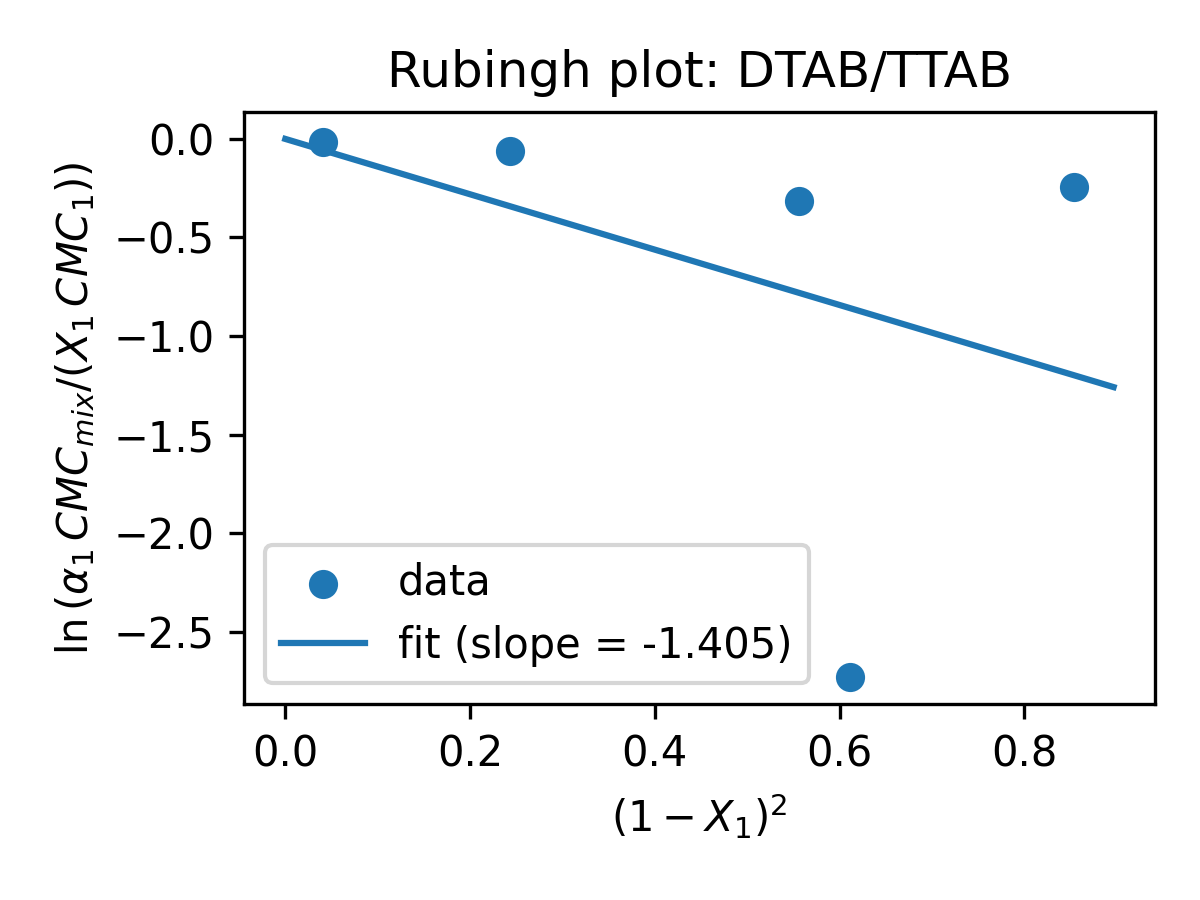 Rubingh plot: DTAB/TTAB
ln (α₁ CMC_{mix}/(X₁ CMC₁))
0.0
−0.5
−1.0
−1.5
−2.0
−2.5
data
fit (slope = -1.405)
0.0 0.2 0.4 0.6 0.8
(1 − X₁)²